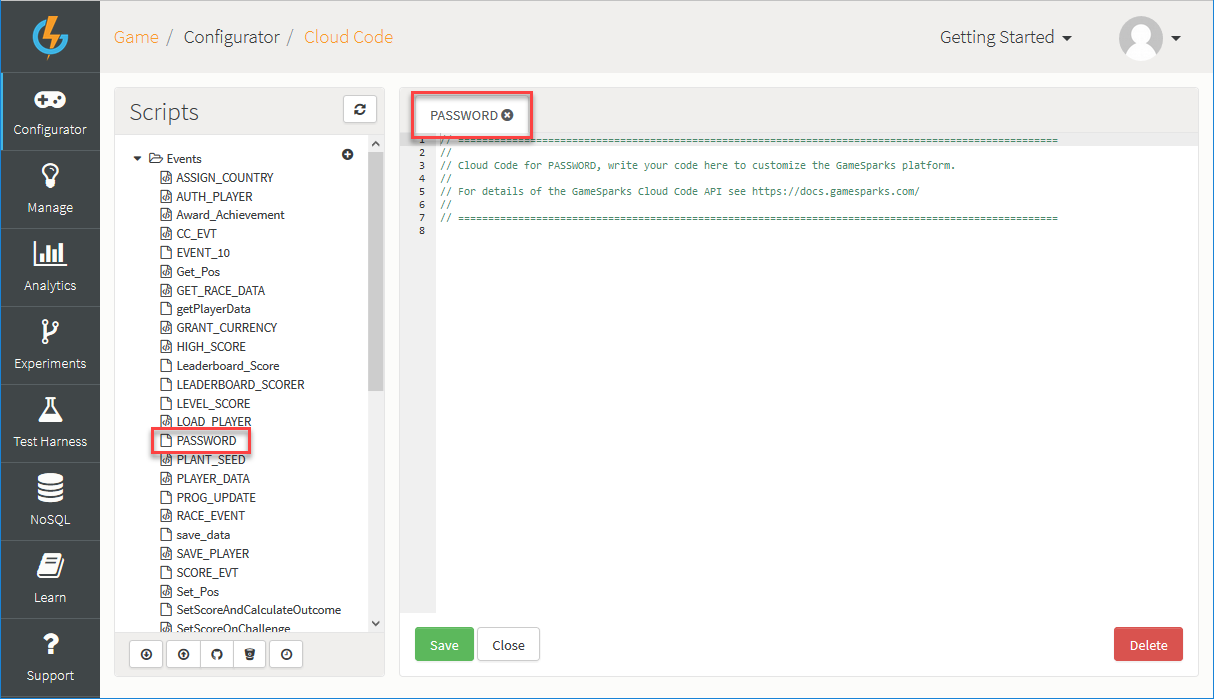 Game / Configurator / Cloud Code
Getting Started
Configurator
Manage
Analytics
Experiments
Test Harness
NoSQL
Learn
Support
Scripts
Events
ASSIGN_COUNTRY
AUTH_PLAYER
Award_Achievement
CC_EVT
EVENT_10
Get_Pos
GET_RACE_DATA
getPlayerData
GRANT_CURRENCY
HIGH_SCORE
Leaderboard_Score
LEADERBOARD_SCORER
LEVEL_SCORE
LOAD_PLAYER
PASSWORD
PLANT_SEED
PLAYER_DATA
PROG_UPDATE
RACE_EVENT
save_data
SAVE_PLAYER
SCORE_EVT
Set_Pos
SetScoreAndCalculateOutcome
SetScoreOnChallenge
PASSWORD
1 // ====================================================================================================
2 //
3 // Cloud Code for PASSWORD, write your code here to customize the GameSparks platform.
4 //
5 // For details of the GameSparks Cloud Code API see https://docs.gamesparks.com/
6 //
7 // ====================================================================================================
8
Save
Close
Delete